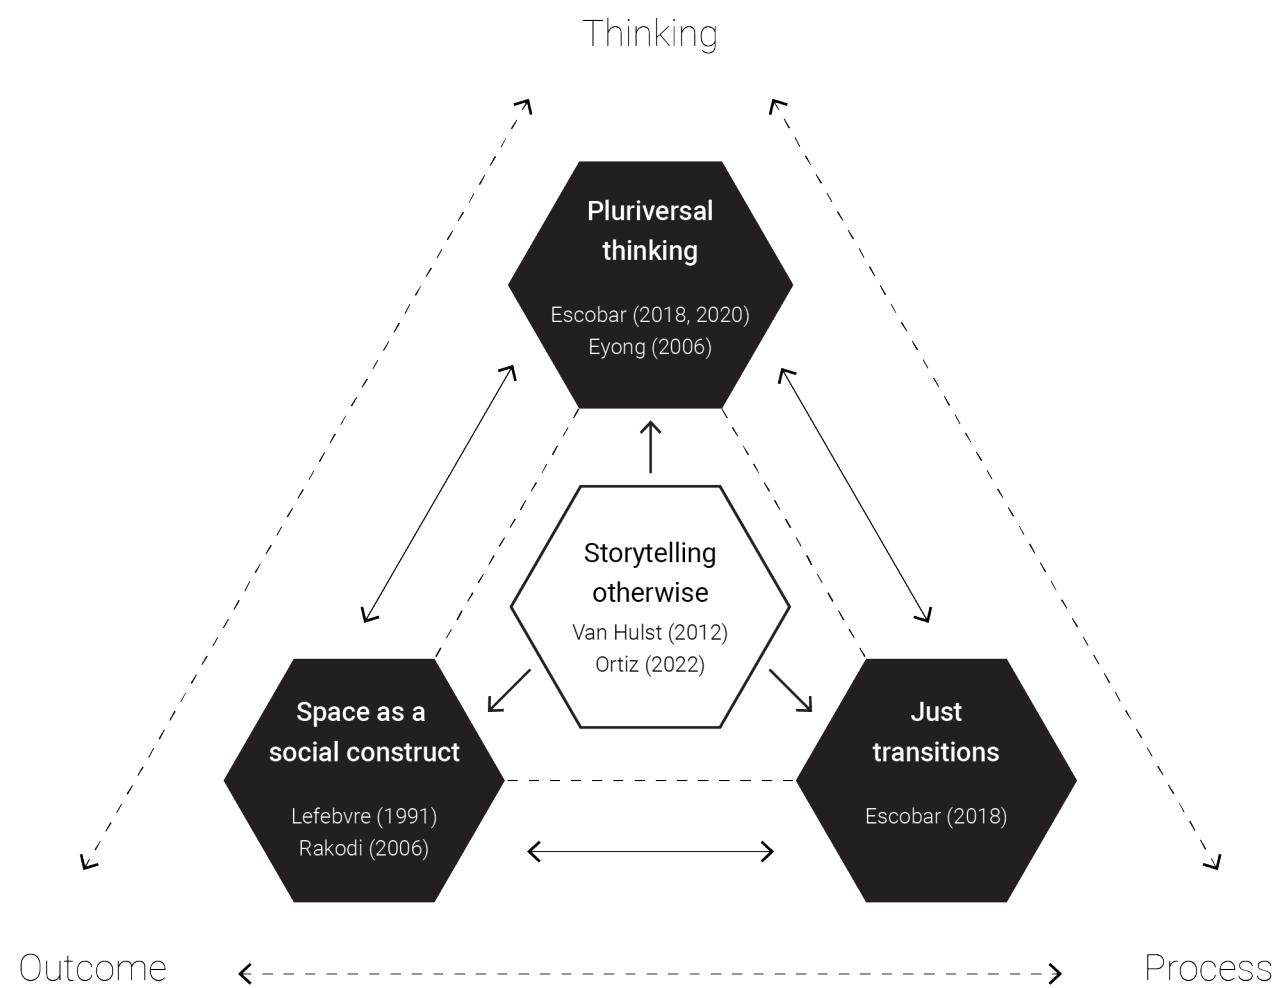 Thinking
Pluriversal
thinking
Escobar (2018, 2020)
Eyong (2006)
Storytelling
otherwise
Van Hulst (2012)
Ortiz (2022)
Space as a
social construct
Lefebvre (1991)
Rakodi (2006)
Just
transitions
Escobar (2018)
Outcome
Process